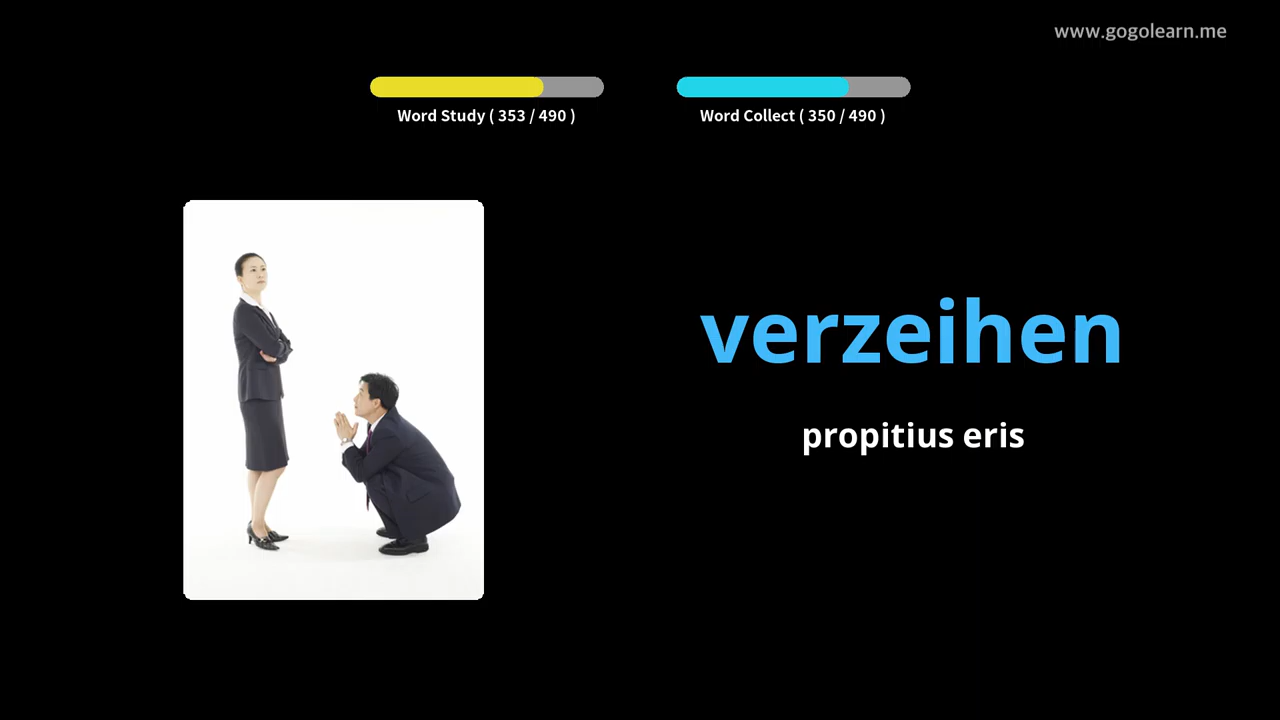 www.gogolearn.me
Word Study ( 353 / 490 )
Word Collect ( 350 / 490 )
verzeihen
propitius eris